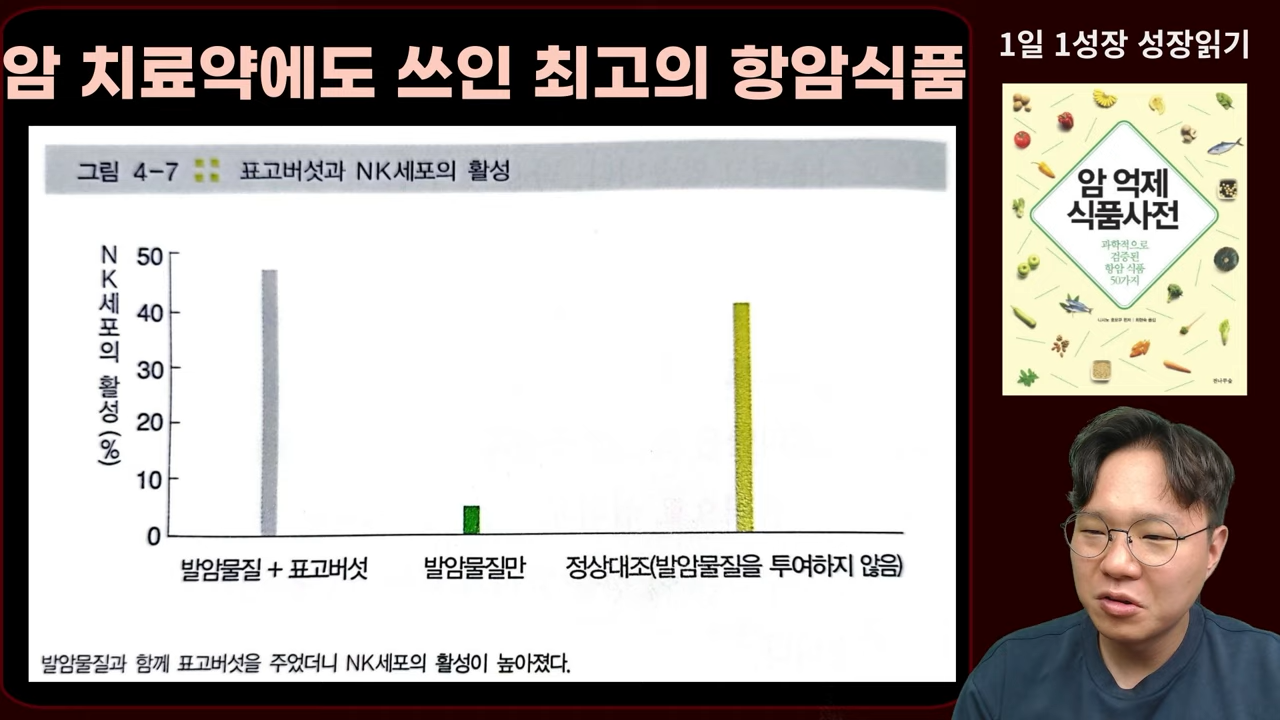 암 치료약에도 쓰인 최고의 항암식품
1일 1성장 성장읽기
그림 4-7 표고버섯과 NK세포의 활성
NK세포의 활성(%)
50
40
30
20
10
0
발암물질 + 표고버섯
발암물질만
정상대조(발암물질을 투여하지 않음)
발암물질과 함께 표고버섯을 주었더니 NK세포의 활성이 높아졌다.
암 억제
식품사전
과학적으로
검증된
항암 식품
50가지
전나무숲